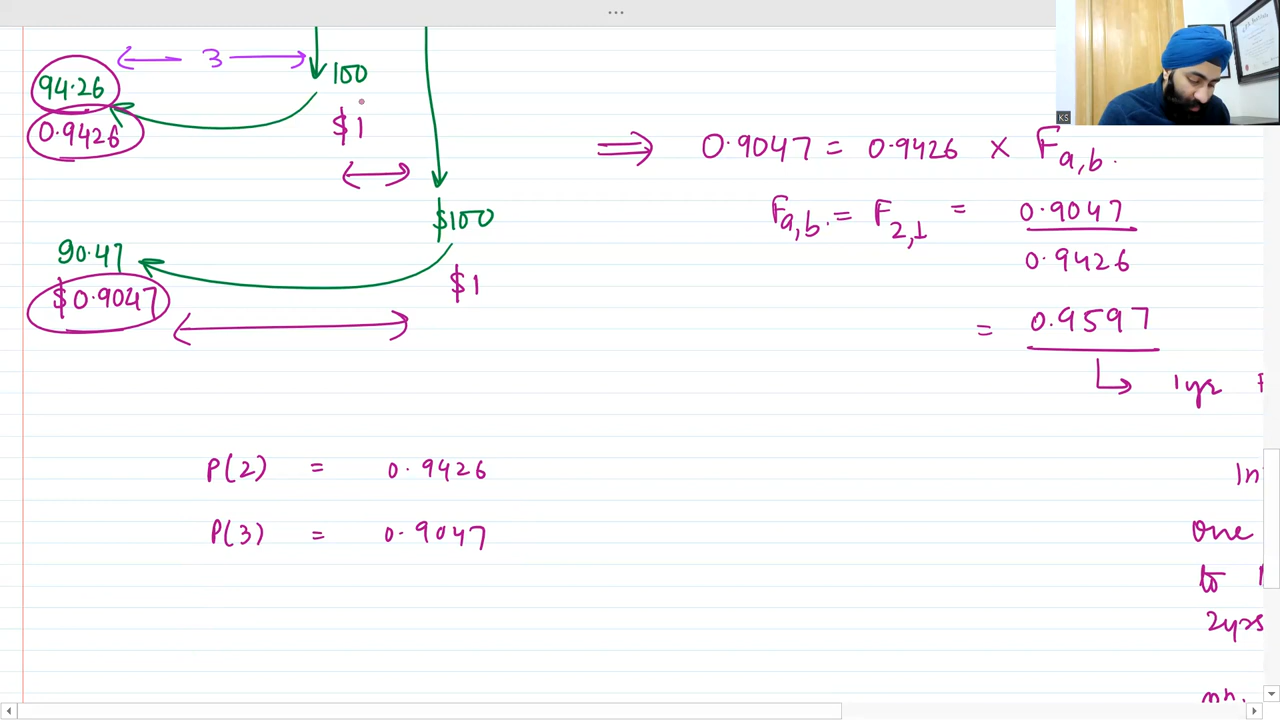 3
100
94.26
0.9426
$1
$100
90.47
$0.9047
$1
⟹ 0.9047 = 0.9426 × Fa,b.
Fa,b. = F2,1 = 0.9047
0.9426
= 0.9597
1yr
P(2) = 0.9426
P(3) = 0.9047
In
One
to
2yrs
KS